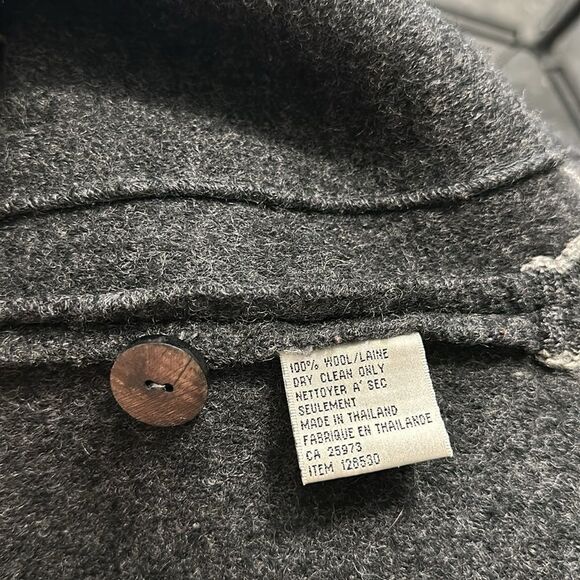 100% WOOL/LAINE
DRY CLEAN ONLY
NETTOYER A' SEC
SEULEMENT
MADE IN THAILAND
FABRIQUE EN THAILANDE
CA 25973
ITEM 128530